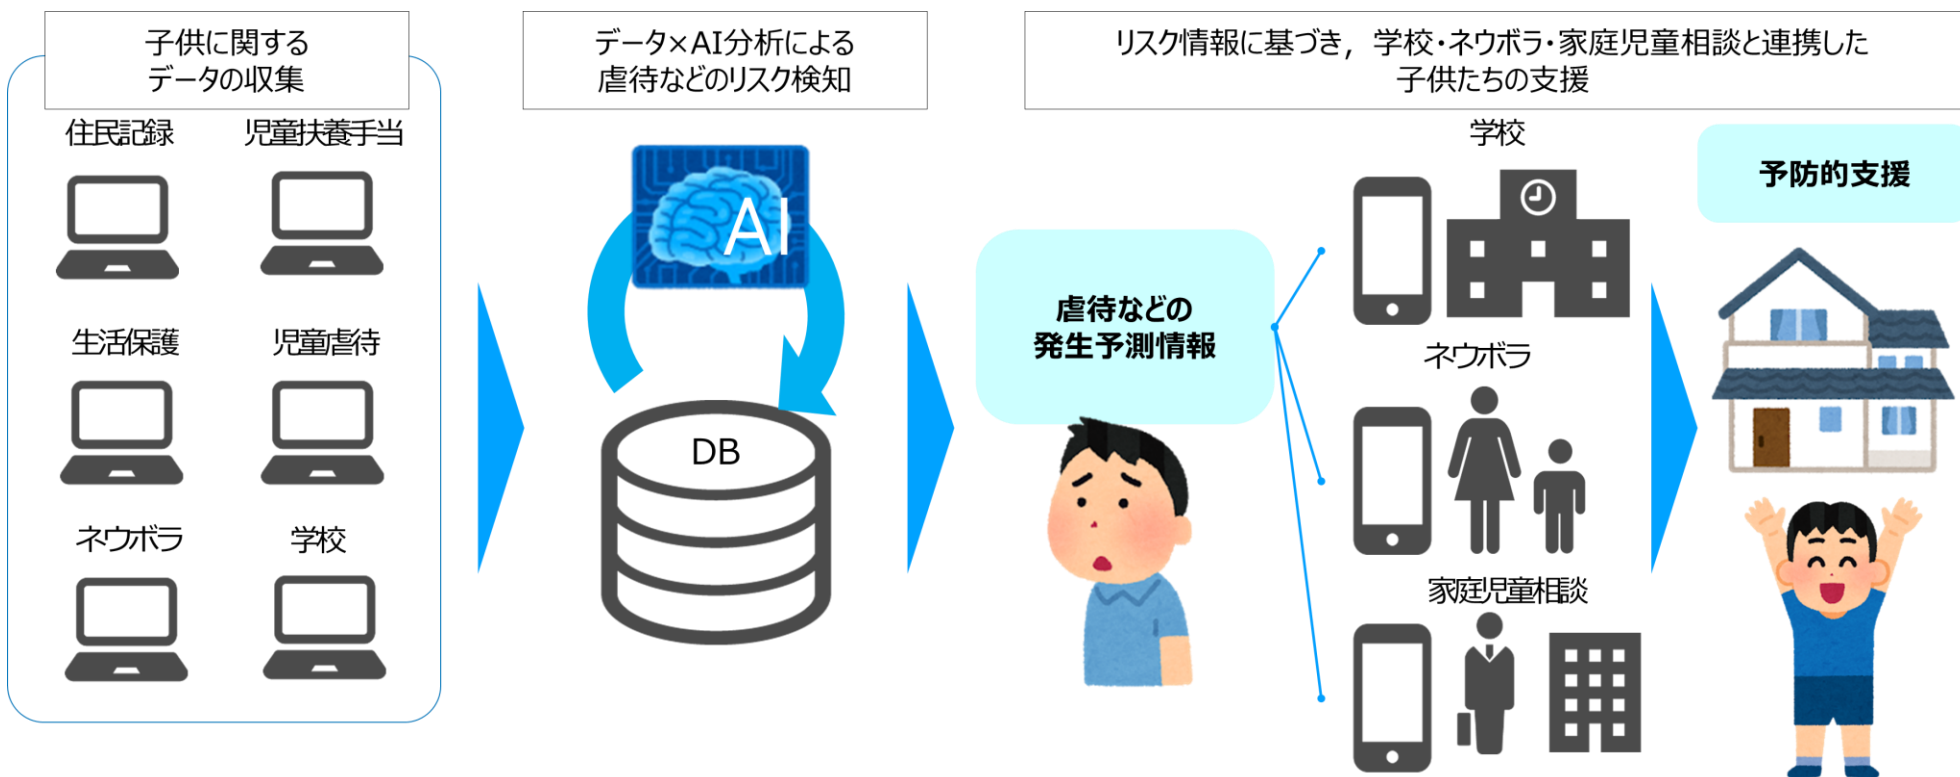 子供に関する
データの収集
住民記録
児童扶養手当
生活保護
児童虐待
ネウボラ
学校
データ×AI分析による
虐待などのリスク検知
AI
DB
リスク情報に基づき，学校・ネウボラ・家庭児童相談と連携した
子供たちの支援
虐待などの
発生予測情報
学校
ネウボラ
家庭児童相談
予防的支援